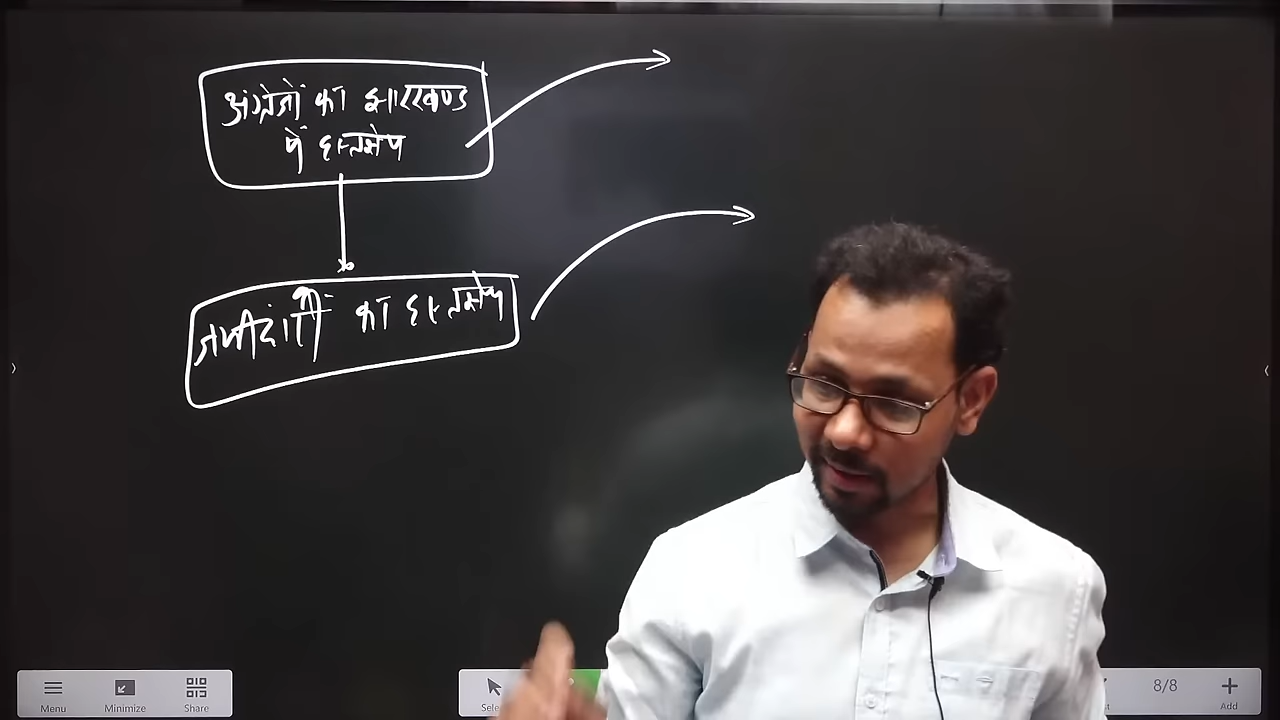 अंग्रेजों का झारखण्ड
में हस्तक्षेप
जमींदारों का हस्तक्षेप
Menu
Minimize
Share
8/8
Add